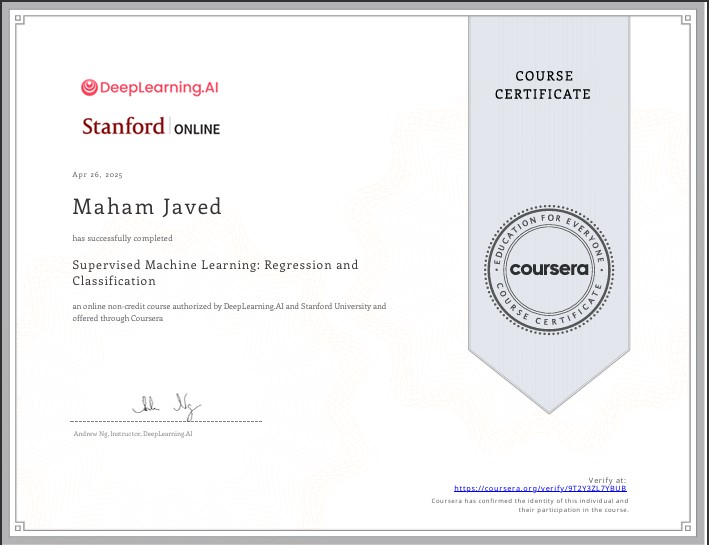 DeepLearning.AI
Stanford | ONLINE
Apr 26, 2025
Maham Javed
has successfully completed
Supervised Machine Learning: Regression and
Classification
an online non-credit course authorized by DeepLearning.AI and Stanford University and
offered through Coursera
Andrew Ng, Instructor, DeepLearning.AI
COURSE
CERTIFICATE
EDUCATION FOR EVERYONE
coursera
COURSE CERTIFICATE
Verify at:
https://coursera.org/verify/9T2Y3ZL7YBUB
Coursera has confirmed the identity of this individual and
their participation in the course.